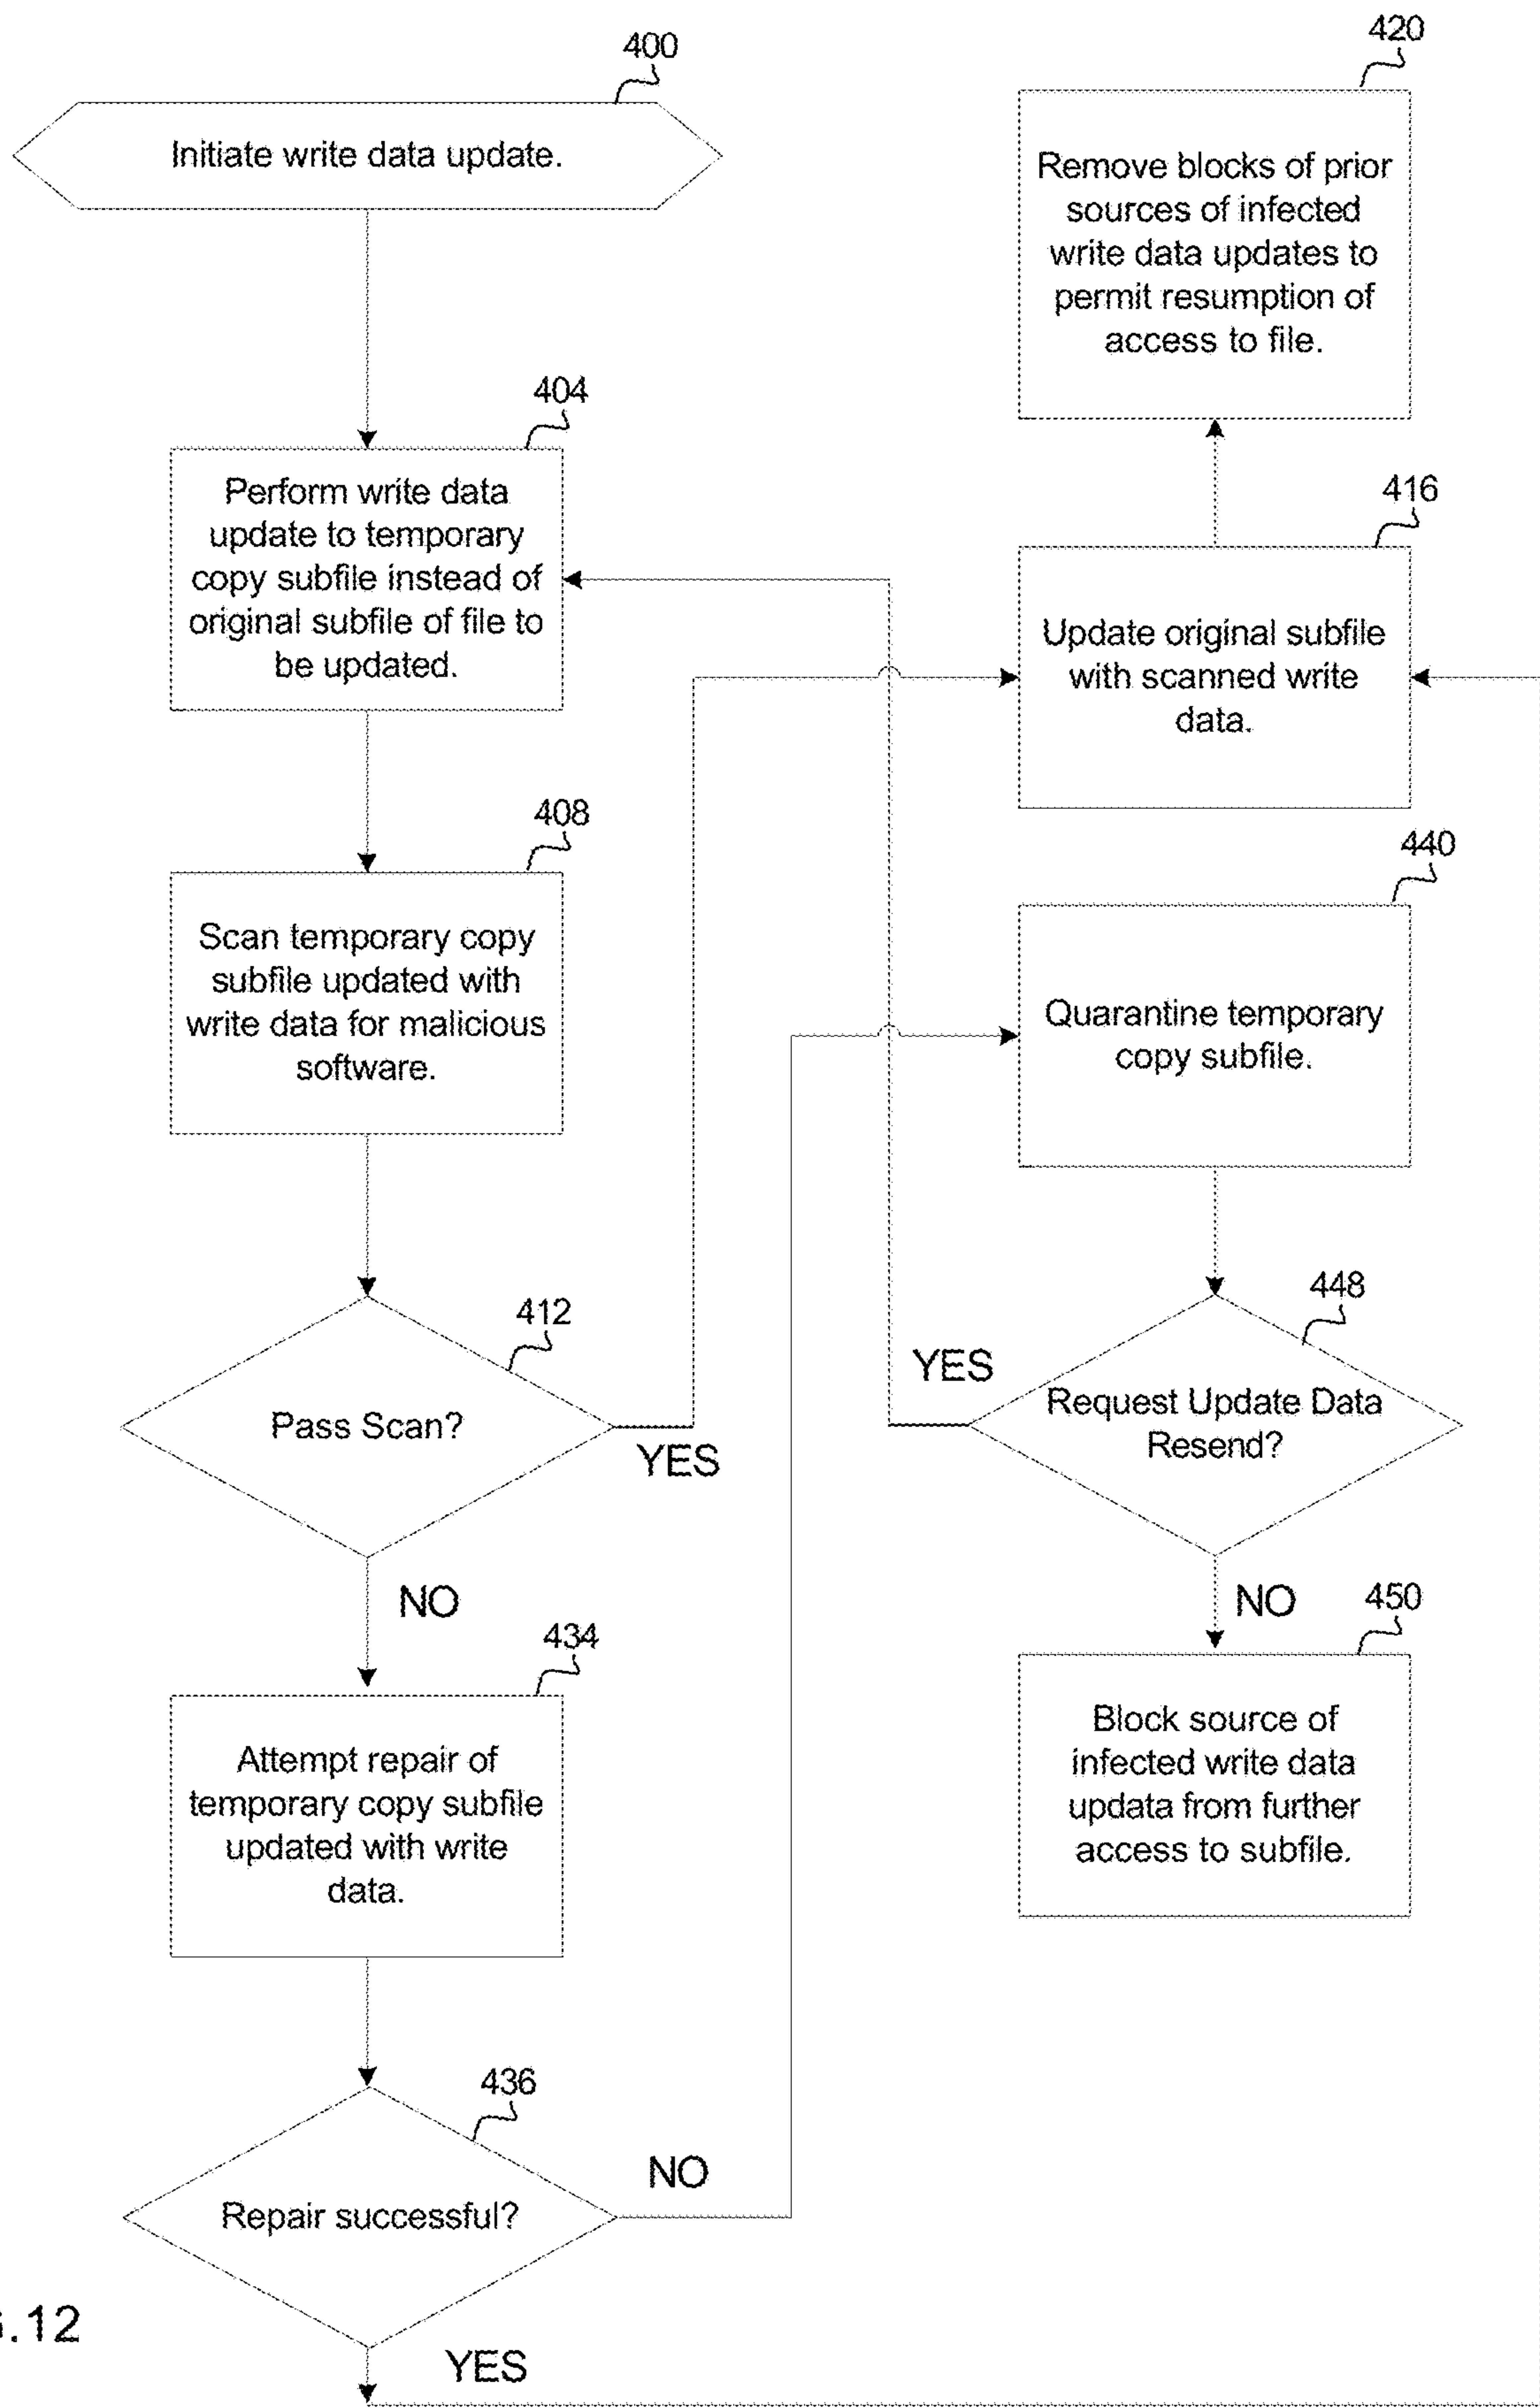 400
Initiate write data update.
404
Perform write data
update to temporary
copy subfile instead of
original subfile of file to
be updated.
408
Scan temporary copy
subfile updated with
write data for malicious
software.
412
Pass Scan?
YES
NO
434
Attempt repair of
temporary copy subfile
updated with write
data.
436
Repair successful?
NO
YES
420
Remove blocks of prior
sources of infected
write data updates to
permit resumption of
access to file.
416
Update original subfile
with scanned write
data.
440
Quarantine temporary
copy subfile.
448
Request Update Data
Resend?
YES
NO
450
Block source of
infected write data
updata from further
access to subfile.
.12